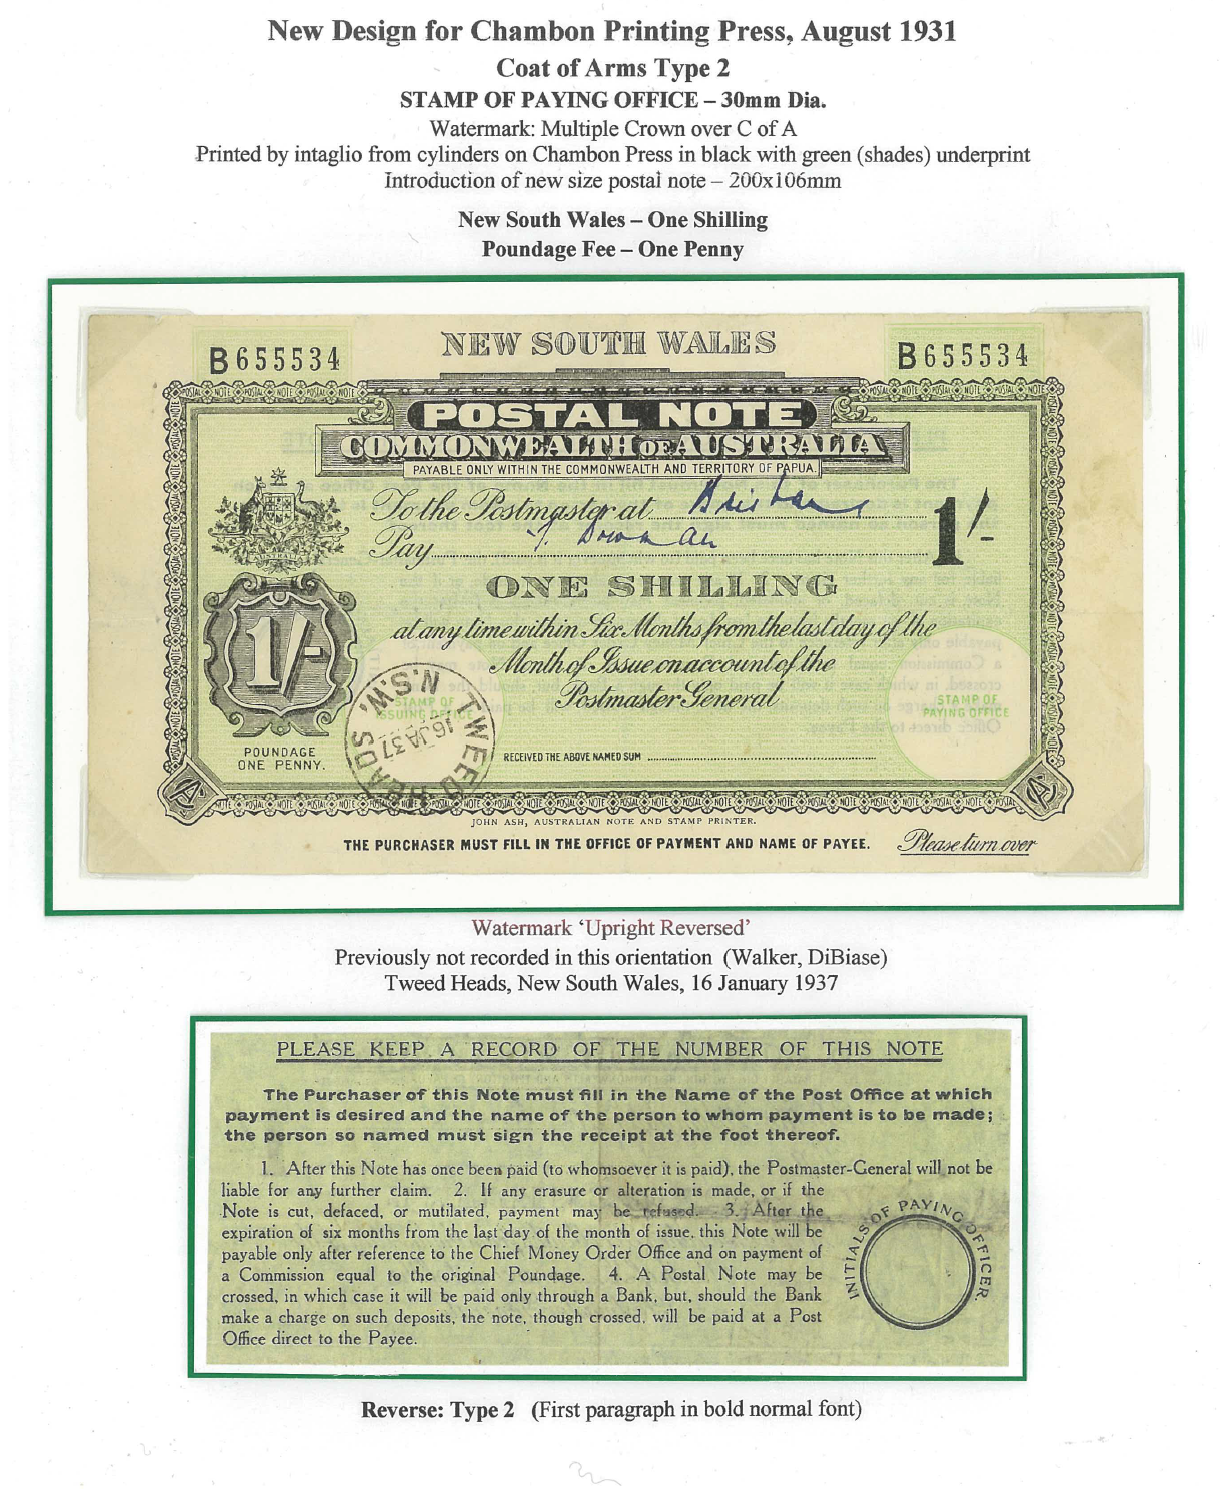 New Design for Chambon Printing Press, August 1931
Coat of Arms Type 2
STAMP OF PAYING OFFICE – 30mm Dia.
Watermark: Multiple Crown over C of A
Printed by intaglio from cylinders on Chambon Press in black with green (shades) underprint
Introduction of new size postal note – 200x106mm
New South Wales – One Shilling
Poundage Fee – One Penny
B655534
NEW SOUTH WALES
B655534
POSTAL NOTE
COMMONWEALTH OF AUSTRALIA
PAYABLE ONLY WITHIN THE COMMONWEALTH AND TERRITORY OF PAPUA.
To the Postmaster at Brisbane
Pay
1/-
ONE SHILLING
1/-
at any time within Six Months from the last day of the
Month of Issue on account of the
Postmaster General
STAMP OF
ISSUING OFFICE
TWEED HEADS N.S.W.
16 JA 37
STAMP OF
PAYING OFFICE
POUNDAGE
ONE PENNY.
RECEIVED THE ABOVE NAMED SUM
JOHN ASH, AUSTRALIAN NOTE AND STAMP PRINTER.
THE PURCHASER MUST FILL IN THE OFFICE OF PAYMENT AND NAME OF PAYEE.
Please turn over
Watermark ‘Upright Reversed’
Previously not recorded in this orientation (Walker, DiBiase)
Tweed Heads, New South Wales, 16 January 1937
PLEASE KEEP A RECORD OF THE NUMBER OF THIS NOTE
The Purchaser of this Note must fill in the Name of the Post Office at which
payment is desired and the name of the person to whom payment is to be made;
the person so named must sign the receipt at the foot thereof.
1. After this Note has once been paid (to whomsoever it is paid), the Postmaster-General will not be
liable for any further claim. 2. If any erasure or alteration is made, or if the
Note is cut, defaced, or mutilated, payment may be refused. 3. After the
expiration of six months from the last day of the month of issue, this Note will be
payable only after reference to the Chief Money Order Office and on payment of
a Commission equal to the original Poundage. 4. A Postal Note may be
crossed, in which case it will be paid only through a Bank, but, should the Bank
make a charge on such deposits, the note, though crossed, will be paid at a Post
Office direct to the Payee.
INITIALS OF PAYING OFFICER.
Reverse: Type 2 (First paragraph in bold normal font)